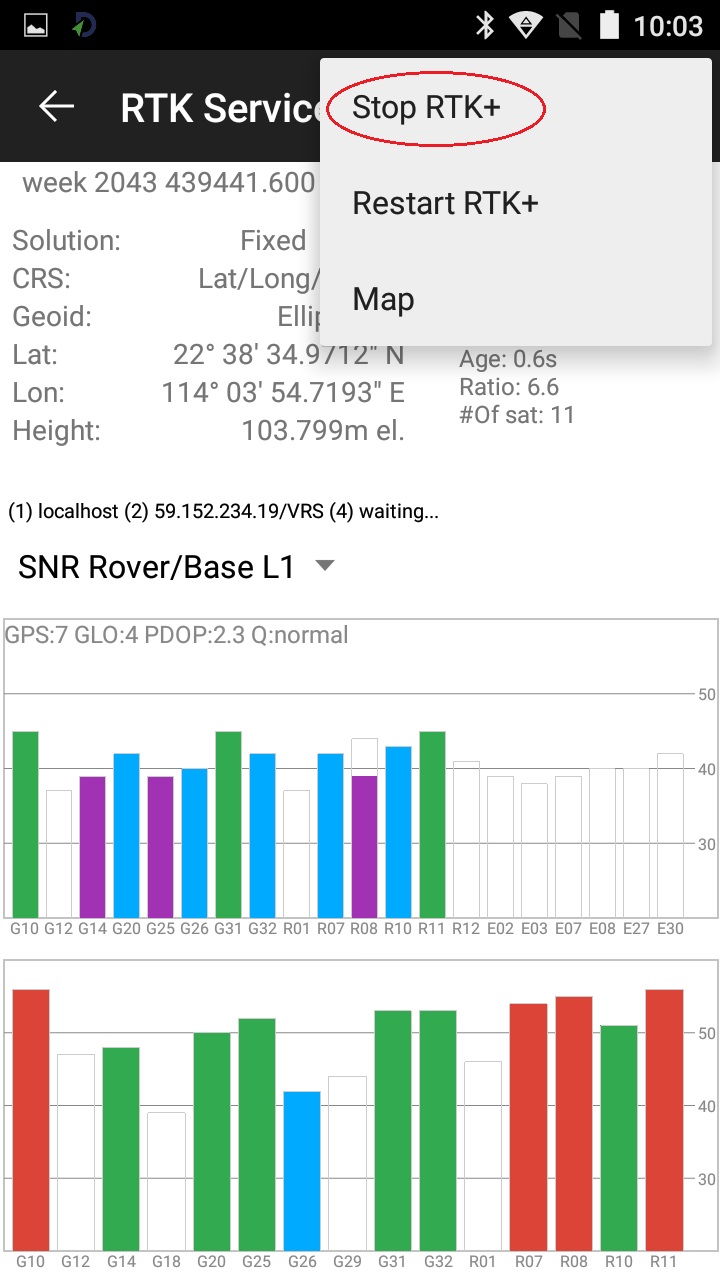 10:03
RTK Service
Stop RTK+
Restart RTK+
Map
week 2043 439441.600
Solution: Fixed
CRS: Lat/Long/
Geoid: Ellip
Lat: 22° 38' 34.9712" N
Lon: 114° 03' 54.7193" E
Height: 103.799m el.
Age: 0.6s
Ratio: 6.6
#Of sat: 11
(1) localhost (2) 59.152.234.19/VRS (4) waiting...
SNR Rover/Base L1
GPS:7 GLO:4 PDOP:2.3 Q:normal
50
40
30
G10 G12 G14 G20 G25 G26 G31 G32 R01 R07 R08 R10 R11 R12 E02 E03 E07 E08 E27 E30
50
40
30
G10 G12 G14 G18 G20 G25 G26 G29 G31 G32 R01 R07 R08 R10 R11